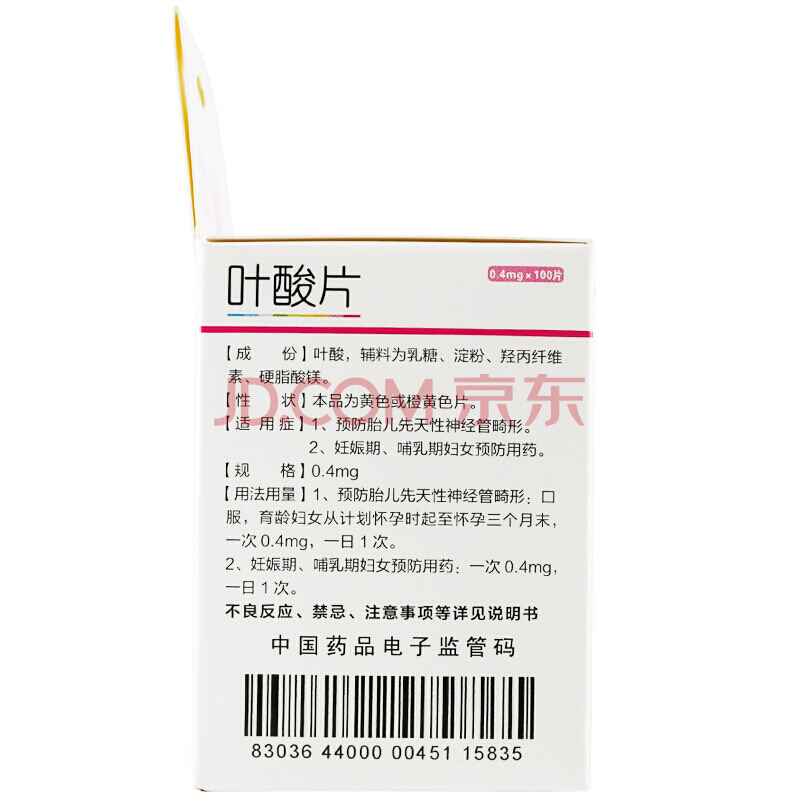 叶酸片
0.4mg×100片
【成　份】叶酸，辅料为乳糖、淀粉、羟丙纤维
素、硬脂酸镁。
【性　状】本品为黄色或橙黄色片。
JD.COM 京东
【适用症】1、预防胎儿先天性神经管畸形。
2、妊娠期、哺乳期妇女预防用药。
【规　格】0.4mg
【用法用量】1、预防胎儿先天性神经管畸形：口
服，育龄妇女从计划怀孕时起至怀孕三个月末，
一次0.4mg，一日1次。
2、妊娠期、哺乳期妇女预防用药：一次0.4mg，
一日1次。
不良反应、禁忌、注意事项等详见说明书
中国药品电子监管码
83036 44000 00451 15835